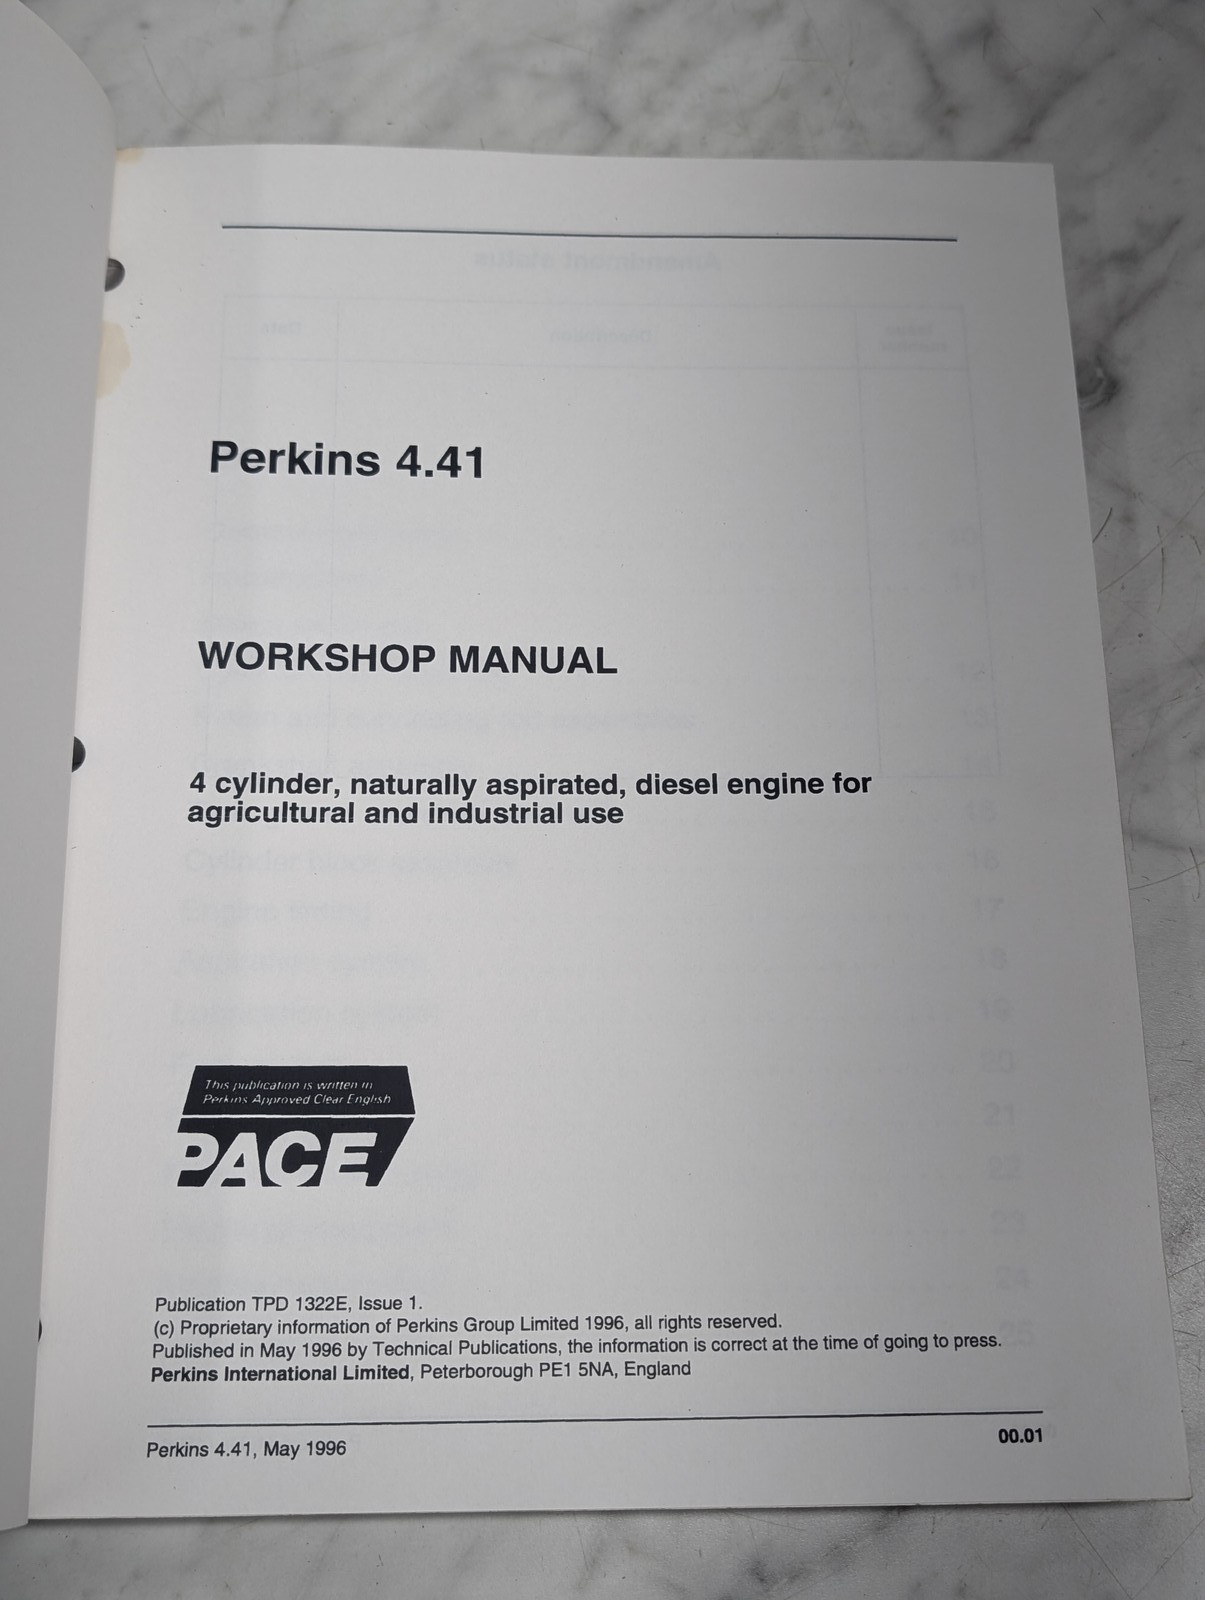 Perkins 4.41
WORKSHOP MANUAL
4 cylinder, naturally aspirated, diesel engine for
agricultural and industrial use
This publication is written in
Perkins Approved Clear English
PACE
Publication TPD 1322E, Issue 1.
(c) Proprietary information of Perkins Group Limited 1996, all rights reserved.
Published in May 1996 by Technical Publications, the information is correct at the time of going to press.
Perkins International Limited, Peterborough PE1 5NA, England
Perkins 4.41, May 1996
00.01